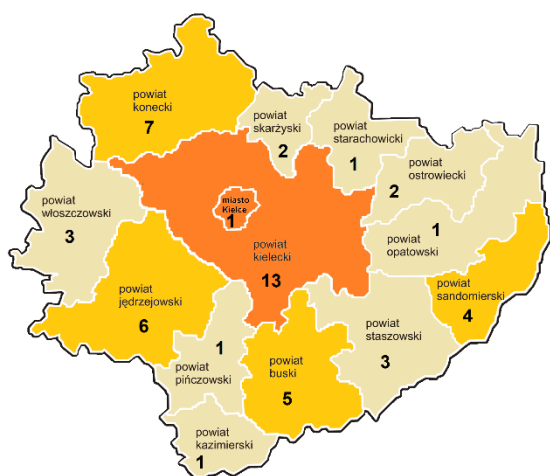 powiat
konecki
7
powiat
skarżyski
2
powiat
starachowicki
1
powiat
ostrowiecki
2
powiat
włoszczowski
3
miasto
Kielce
1
powiat
kielecki
13
1
powiat
opatowski
powiat
sandomierski
4
powiat
jędrzejowski
6
powiat
staszowski
3
1
powiat
pińczowski
powiat
buski
5
powiat
kazimierski
1